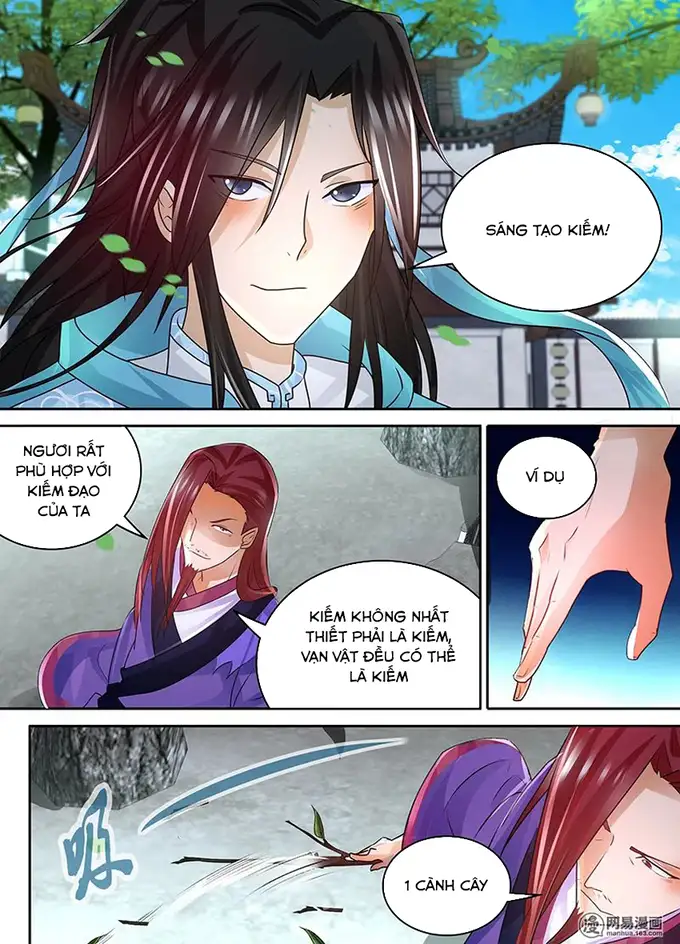 SÁNG TẠO KIẾM!
NGƯƠI RẤT
PHÙ HỢP VỚI
KIẾM ĐẠO
CỦA TA
KIẾM KHÔNG NHẤT
THIẾT PHẢI LÀ KIẾM,
VẠN VẬT ĐỀU CÓ THỂ
LÀ KIẾM
VÍ DỤ
吸
1 CÀNH CÂY
漫 网易漫画
manhua.163.com